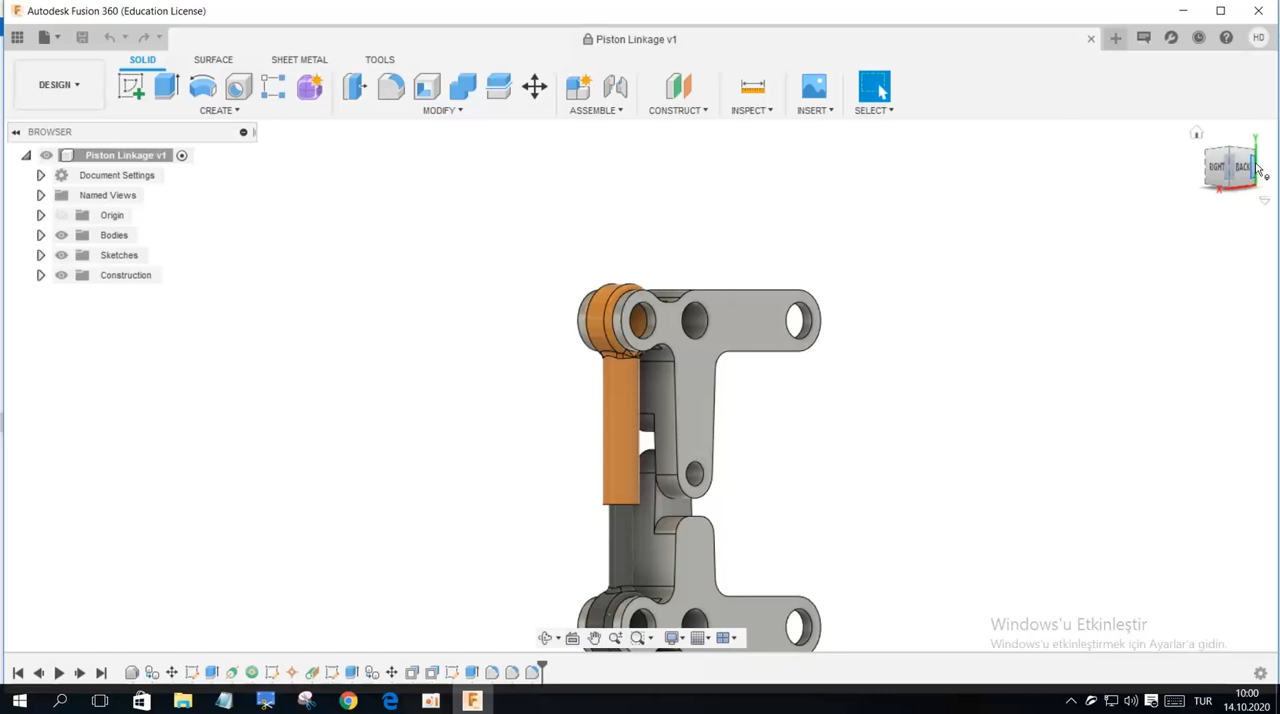 Autodesk Fusion 360 (Education License)
Piston Linkage v1
HD
SOLID
SURFACE
SHEET METAL
TOOLS
DESIGN
CREATE
MODIFY
ASSEMBLE
CONSTRUCT
INSPECT
INSERT
SELECT
BROWSER
Piston Linkage v1
Document Settings
Named Views
Origin
Bodies
Sketches
Construction
Y
RIGHT
BACK
X
Windows'u Etkinleştir
Windows'u etkinleştirmek için Ayarlar'a gidin.
TUR
10:00
14.10.2020